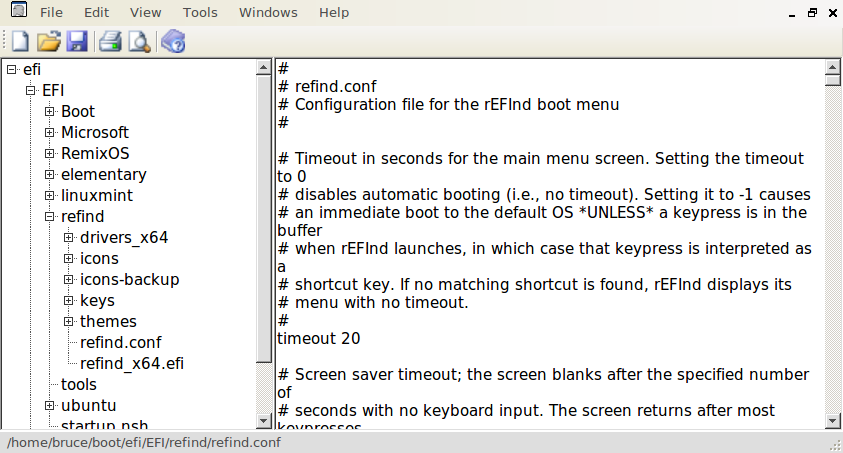 File Edit View Tools Windows Help
efi
EFI
Boot
Microsoft
RemixOS
elementary
linuxmint
refind
drivers_x64
icons
icons-backup
keys
themes
refind.conf
refind_x64.efi
tools
ubuntu
startup.nsh
#
# refind.conf
# Configuration file for the rEFInd boot menu
#
# Timeout in seconds for the main menu screen. Setting the timeout
to 0
# disables automatic booting (i.e., no timeout). Setting it to -1 causes
# an immediate boot to the default OS *UNLESS* a keypress is in the
buffer
# when rEFInd launches, in which case that keypress is interpreted as
a
# shortcut key. If no matching shortcut is found, rEFInd displays its
# menu with no timeout.
#
timeout 20
# Screen saver timeout; the screen blanks after the specified number
of
# seconds with no keyboard input. The screen returns after most
keypresses
/home/bruce/boot/efi/EFI/refind/refind.conf